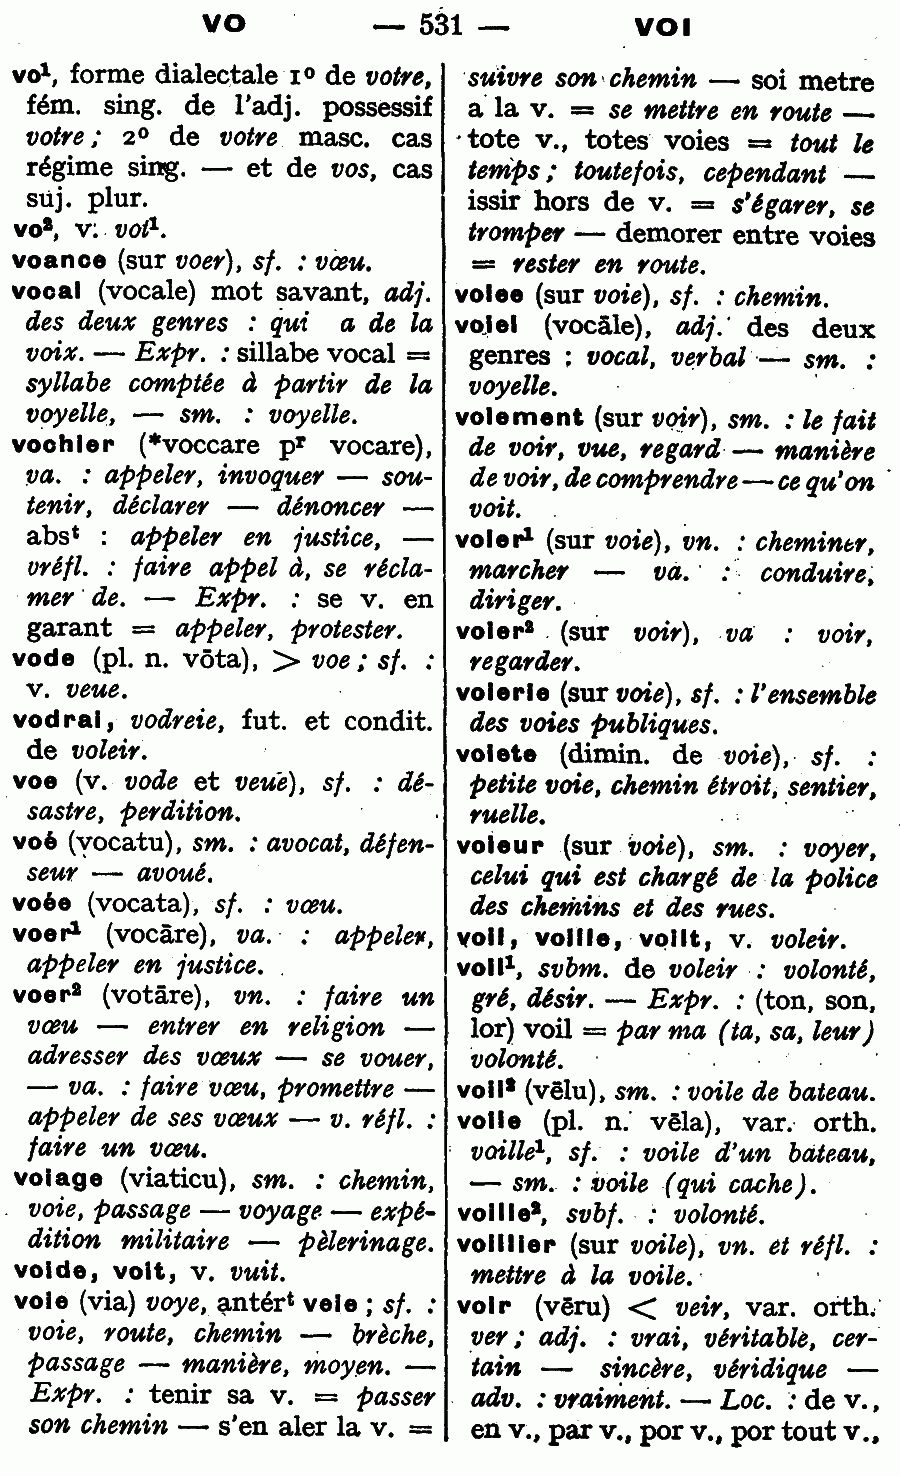 VO — 531 — VOI
vo¹, forme dialectale 1º de votre,
fém. sing. de l'adj. possessif
votre ; 2º de votre masc. cas
régime sing. — et de vos, cas
suj. plur.
vo², v. voi¹.
voance (sur voer), sf. : vœu.
vocal (vocale) mot savant, adj.
des deux genres : qui a de la
voix. — Expr. : sillabe vocal =
syllabe comptée à partir de la
voyelle, — sm. : voyelle.
vochier (*voccare pʳ vocare),
va. : appeler, invoquer — sou-
tenir, déclarer — dénoncer —
absᵗ : appeler en justice, —
vréfl. : faire appel à, se récla-
mer de. — Expr. : se v. en
garant = appeler, protester.
vode (pl. n. vōta), > voe ; sf. :
v. veue.
vodrai, vodreie, fut. et condit.
de voleir.
voe (v. vode et veue), sf. : dé-
sastre, perdition.
voé (vocatu), sm. : avocat, défen-
seur — avoué.
voée (vocata), sf. : vœu.
voer¹ (vocāre), va. : appeler,
appeler en justice.
voer² (votāre), vn. : faire un
vœu — entrer en religion —
adresser des vœux — se vouer,
— va. : faire vœu, promettre —
appeler de ses vœux — v. réfl. :
faire un vœu.
voiage (viaticu), sm. : chemin,
voie, passage — voyage — expé-
dition militaire — pèlerinage.
voide, voit, v. vuit.
voie (via) voye, antérᵗ veie ; sf. :
voie, route, chemin — brèche,
passage — manière, moyen. —
Expr. : tenir sa v. = passer
son chemin — s'en aler la v. =
suivre son chemin — soi metre
a la v. = se mettre en route —
tote v., totes voies = tout le
temps ; toutefois, cependant —
issir hors de v. = s'égarer, se
tromper — demorer entre voies
= rester en route.
voiee (sur voie), sf. : chemin.
voiel (vocāle), adj. des deux
genres : vocal, verbal — sm. :
voyelle.
voiement (sur voir), sm. : le fait
de voir, vue, regard — manière
de voir, de comprendre — ce qu'on
voit.
voier¹ (sur voie), vn. : cheminer,
marcher — va. : conduire,
diriger.
voier² (sur voir), va : voir,
regarder.
voierie (sur voie), sf. : l'ensemble
des voies publiques.
voiete (dimin. de voie), sf. :
petite voie, chemin étroit, sentier,
ruelle.
voieur (sur voie), sm. : voyer,
celui qui est chargé de la police
des chemins et des rues.
voil, voille, voilt, v. voleir.
voil¹, svbm. de voleir : volonté,
gré, désir. — Expr. : (ton, son,
lor) voil = par ma (ta, sa, leur)
volonté.
voil² (vēlu), sm. : voile de bateau.
voile (pl. n. vēla), var. orth.
voille¹, sf. : voile d'un bateau,
— sm. : voile (qui cache).
voille², svbf. : volonté.
voillier (sur voile), vn. et réfl. :
mettre à la voile.
voir (vēru) < veir, var. orth.
ver ; adj. : vrai, véritable, cer-
tain — sincère, véridique —
adv. : vraiment. — Loc. : de v.,
en v., par v., por v., por tout v.,